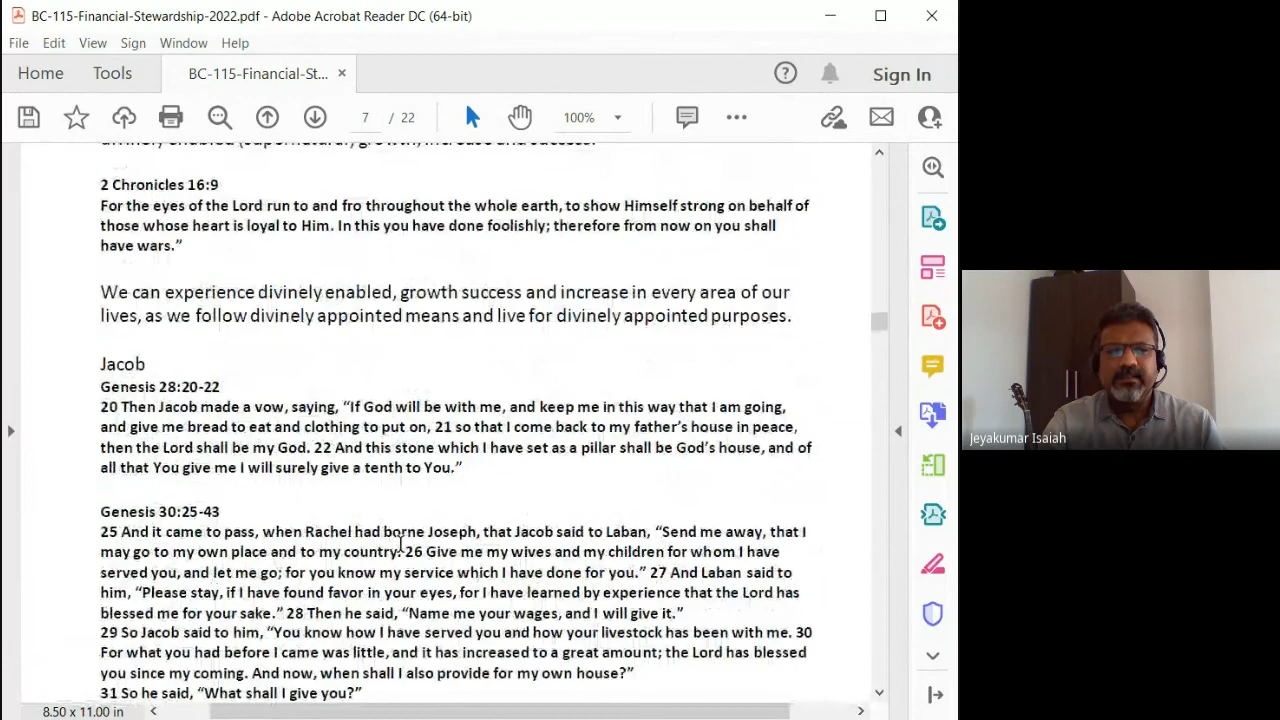 BC-115-Financial-Stewardship-2022.pdf - Adobe Acrobat Reader DC (64-bit)
File Edit View Sign Window Help
Home Tools BC-115-Financial-St... × Sign In
7 / 22 100%
2 Chronicles 16:9
For the eyes of the Lord run to and fro throughout the whole earth, to show Himself strong on behalf of
those whose heart is loyal to Him. In this you have done foolishly; therefore from now on you shall
have wars.”
We can experience divinely enabled, growth success and increase in every area of our
lives, as we follow divinely appointed means and live for divinely appointed purposes.
Jacob
Genesis 28:20-22
20 Then Jacob made a vow, saying, “If God will be with me, and keep me in this way that I am going,
and give me bread to eat and clothing to put on, 21 so that I come back to my father’s house in peace,
then the Lord shall be my God. 22 And this stone which I have set as a pillar shall be God’s house, and of
all that You give me I will surely give a tenth to You.”
Genesis 30:25-43
25 And it came to pass, when Rachel had borne Joseph, that Jacob said to Laban, “Send me away, that I
may go to my own place and to my country. 26 Give me my wives and my children for whom I have
served you, and let me go; for you know my service which I have done for you.” 27 And Laban said to
him, “Please stay, if I have found favor in your eyes, for I have learned by experience that the Lord has
blessed me for your sake.” 28 Then he said, “Name me your wages, and I will give it.”
29 So Jacob said to him, “You know how I have served you and how your livestock has been with me. 30
For what you had before I came was little, and it has increased to a great amount; the Lord has blessed
you since my coming. And now, when shall I also provide for my own house?”
31 So he said, “What shall I give you?”
8.50 x 11.00 in
Jeyakumar Isaiah